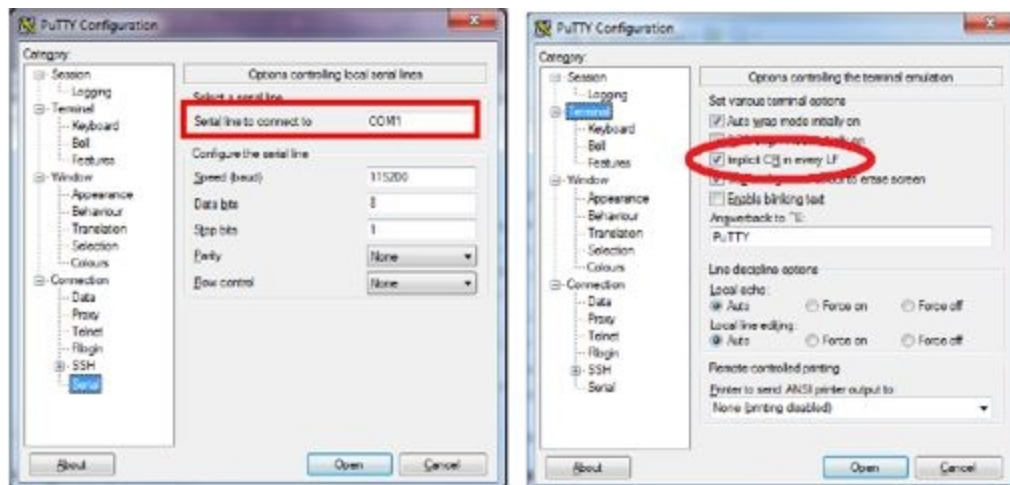 PuTTY Configuration
Category:
Session
Logging
Terminal
Keyboard
Bell
Features
Window
Appearance
Behaviour
Translation
Selection
Colours
Connection
Data
Proxy
Telnet
Rlogin
SSH
Serial
Options controlling local serial lines
Select a serial line
Serial line to connect to COM1
Configure the serial line
Speed (baud) 115200
Data bits 8
Stop bits 1
Parity None
Flow control None
About Open Cancel
PuTTY Configuration
Category:
Session
Logging
Terminal
Keyboard
Bell
Features
Window
Appearance
Behaviour
Translation
Selection
Colours
Connection
Data
Proxy
Telnet
Rlogin
SSH
Serial
Options controlling the terminal emulation
Set various terminal options
Auto wrap mode initially on
Implicit CR in every LF
to erase screen
Enable blinking text
Answerback to ^E:
PuTTY
Line discipline options
Local echo:
Auto Force on Force off
Local line editing:
Auto Force on Force off
Remote-controlled printing
Printer to send ANSI printer output to:
None (printing disabled)
About Open Cancel